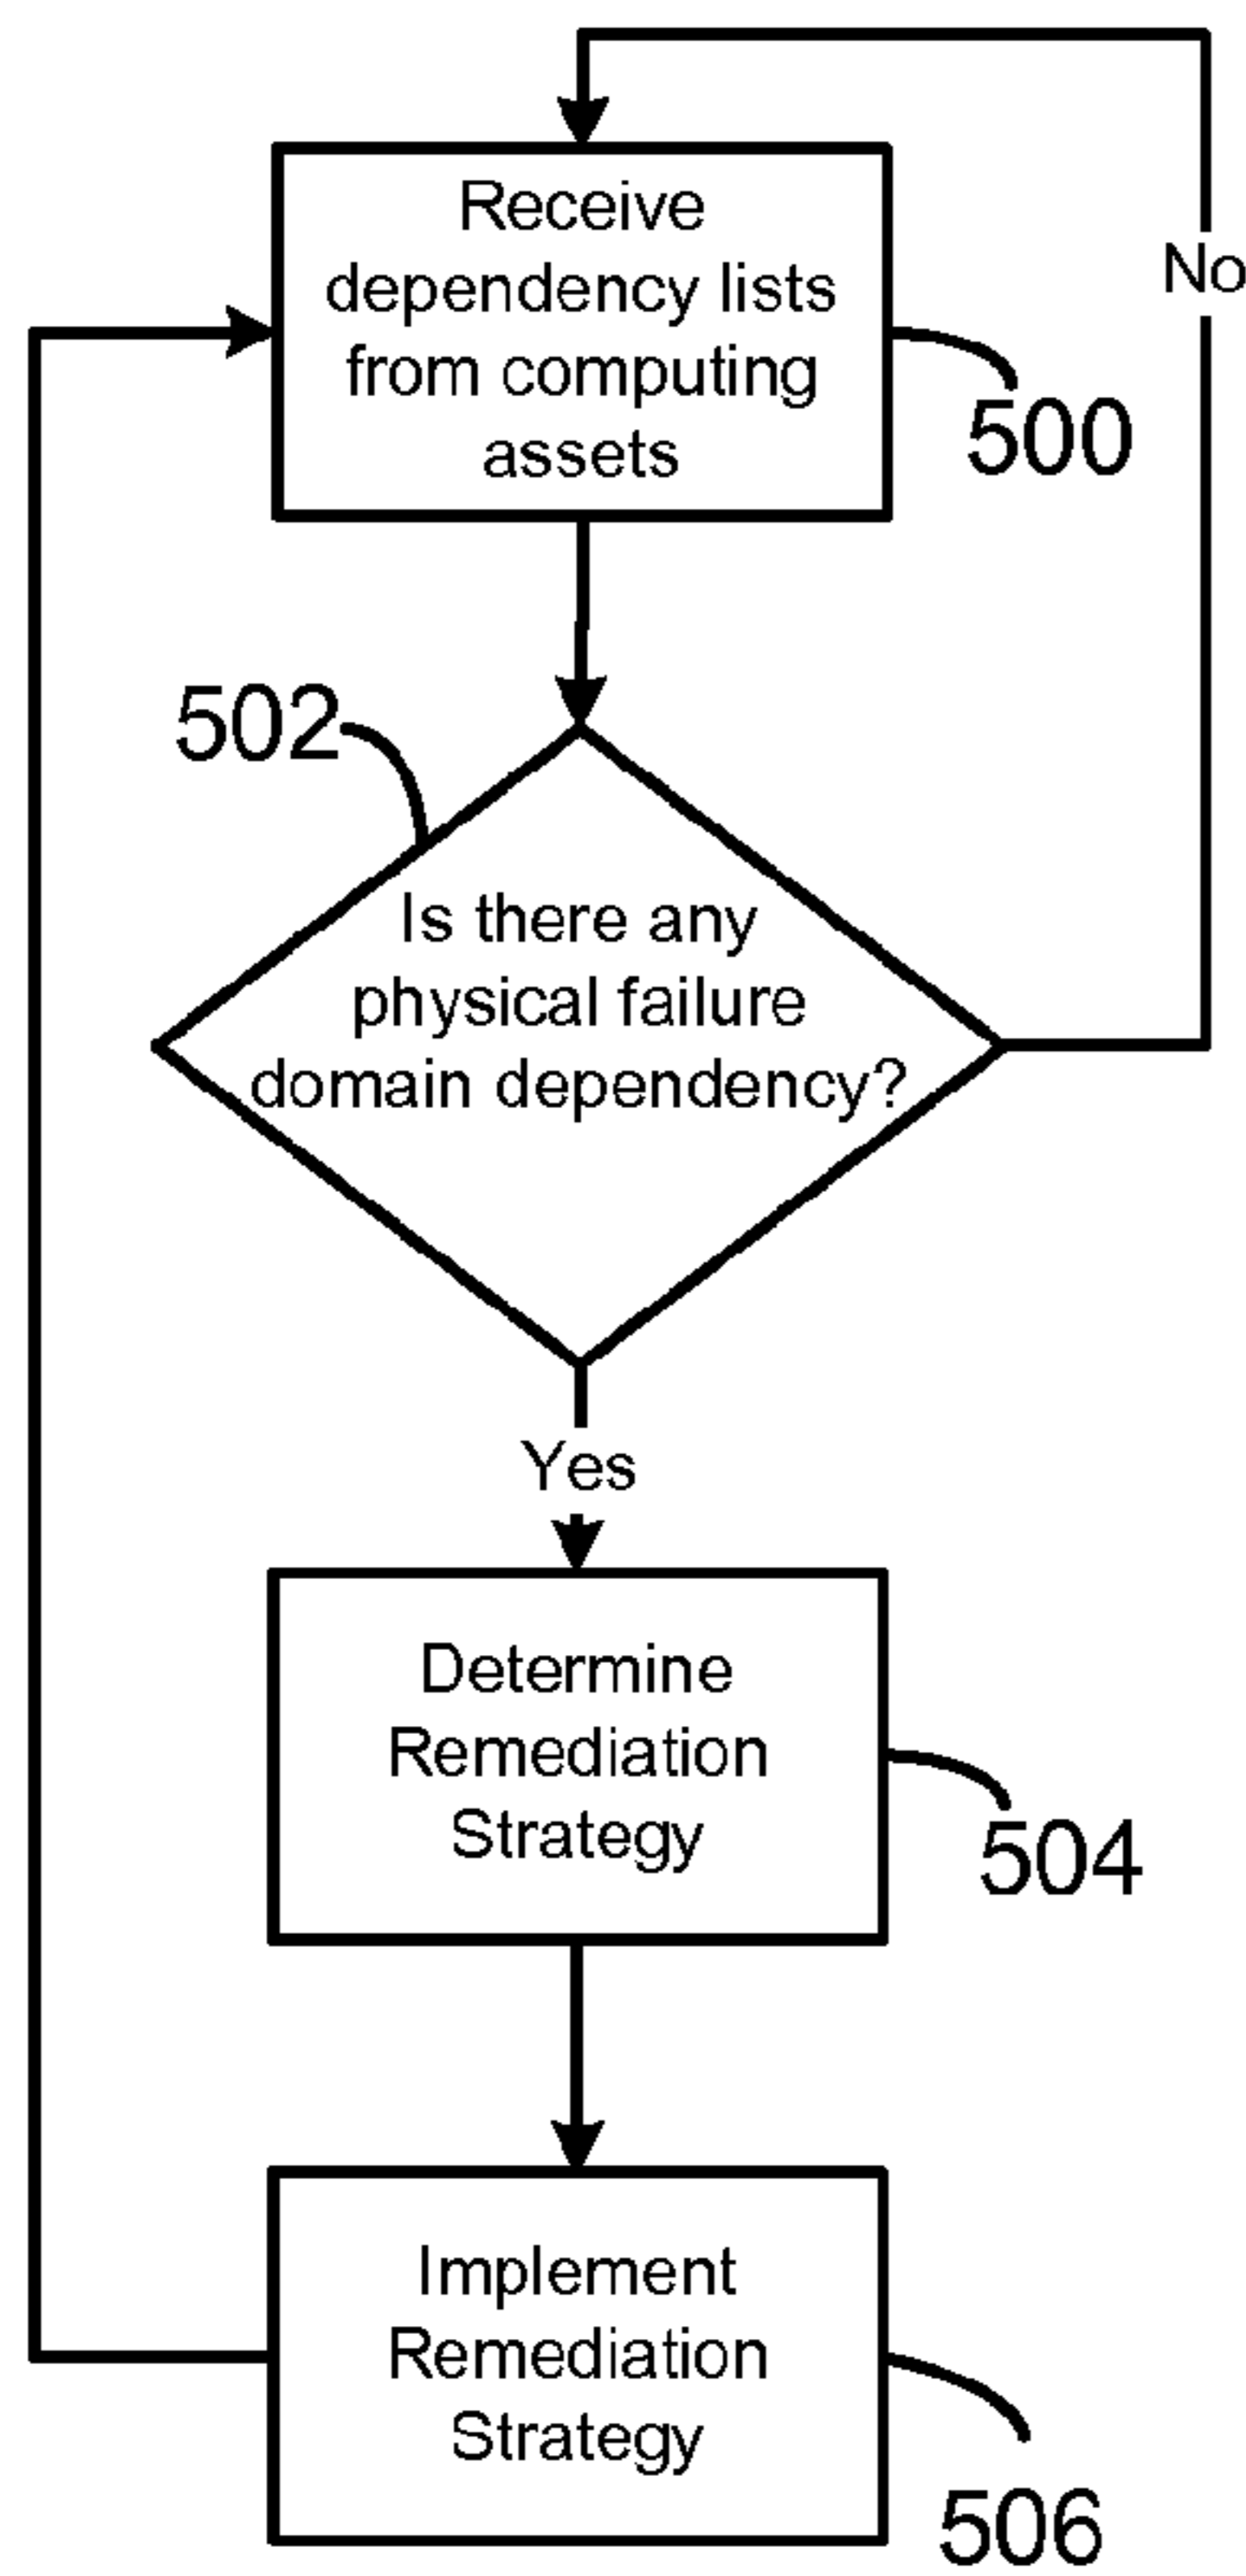 Receive
dependency lists
from computing
assets
No
500
502
Is there any
physical failure
domain dependency?
Yes
Determine
Remediation
Strategy
504
Implement
Remediation
Strategy
506